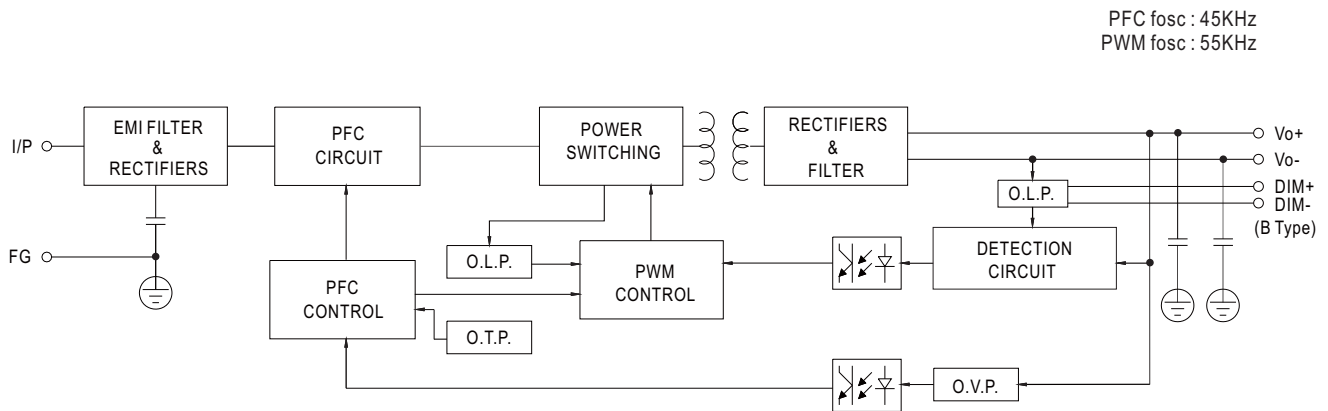 PFC fosc : 45KHz
PWM fosc : 55KHz
I/P
EMI FILTER
&
RECTIFIERS
PFC
CIRCUIT
POWER
SWITCHING
RECTIFIERS
&
FILTER
Vo+
Vo-
DIM+
DIM-
(B Type)
O.L.P.
FG
O.L.P.
PWM
CONTROL
DETECTION
CIRCUIT
PFC
CONTROL
O.T.P.
O.V.P.